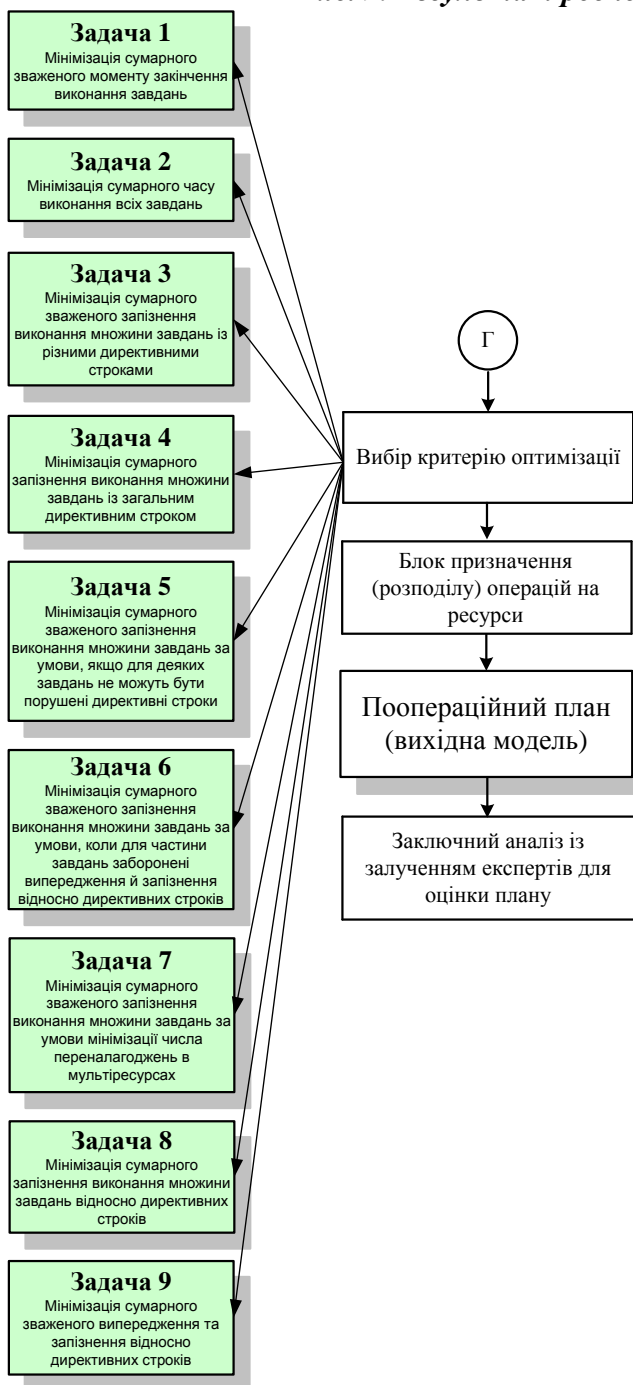 Задача 1
Мінімізація сумарного
зваженого моменту закінчення
виконання завдань
Задача 2
Мінімізація сумарного часу
виконання всіх завдань
Задача 3
Мінімізація сумарного
зваженого запізнення
виконання множини завдань із
різними директивними
строками
Задача 4
Мінімізація сумарного
запізнення виконання множини
завдань із загальним
директивним строком
Задача 5
Мінімізація сумарного
зваженого запізнення
виконання множини завдань за
умови, якщо для деяких
завдань не можуть бути
порушені директивні строки
Задача 6
Мінімізація сумарного
зваженого запізнення
виконання множини завдань за
умови, коли для частини
завдань заборонені
випередження й запізнення
відносно директивних строків
Задача 7
Мінімізація сумарного
зваженого запізнення
виконання множини завдань за
умови мінімізації числа
переналагоджень в
мультіресурсах
Задача 8
Мінімізація сумарного
запізнення виконання множини
завдань відносно директивних
строків
Задача 9
Мінімізація сумарного
зваженого випередження та
запізнення відносно
директивних строків
Г
Вибір критерію оптимізації
Блок призначення
(розподілу) операцій на
ресурси
Поопераційний план
(вихідна модель)
Заключний аналіз із
залученням експертів для
оцінки плану